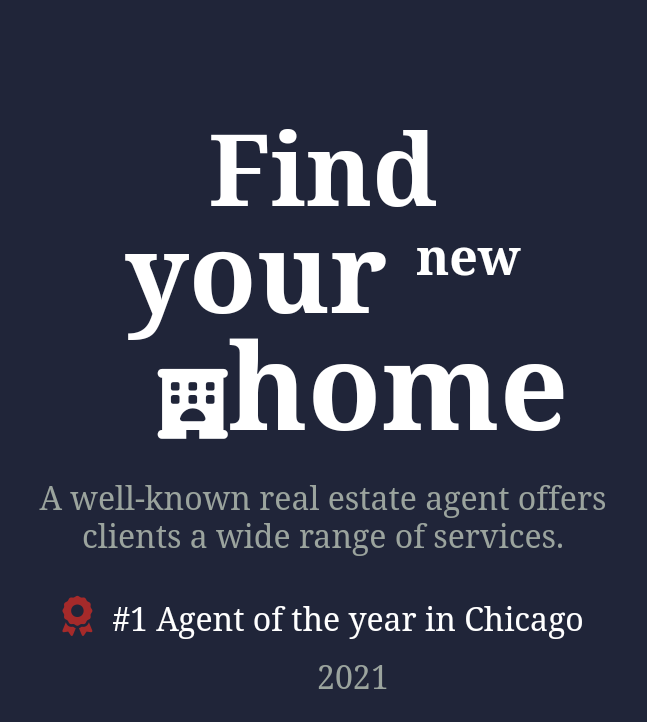 Find
your new
home
A well-known real estate agent offers
clients a wide range of services.
#1 Agent of the year in Chicago
2021